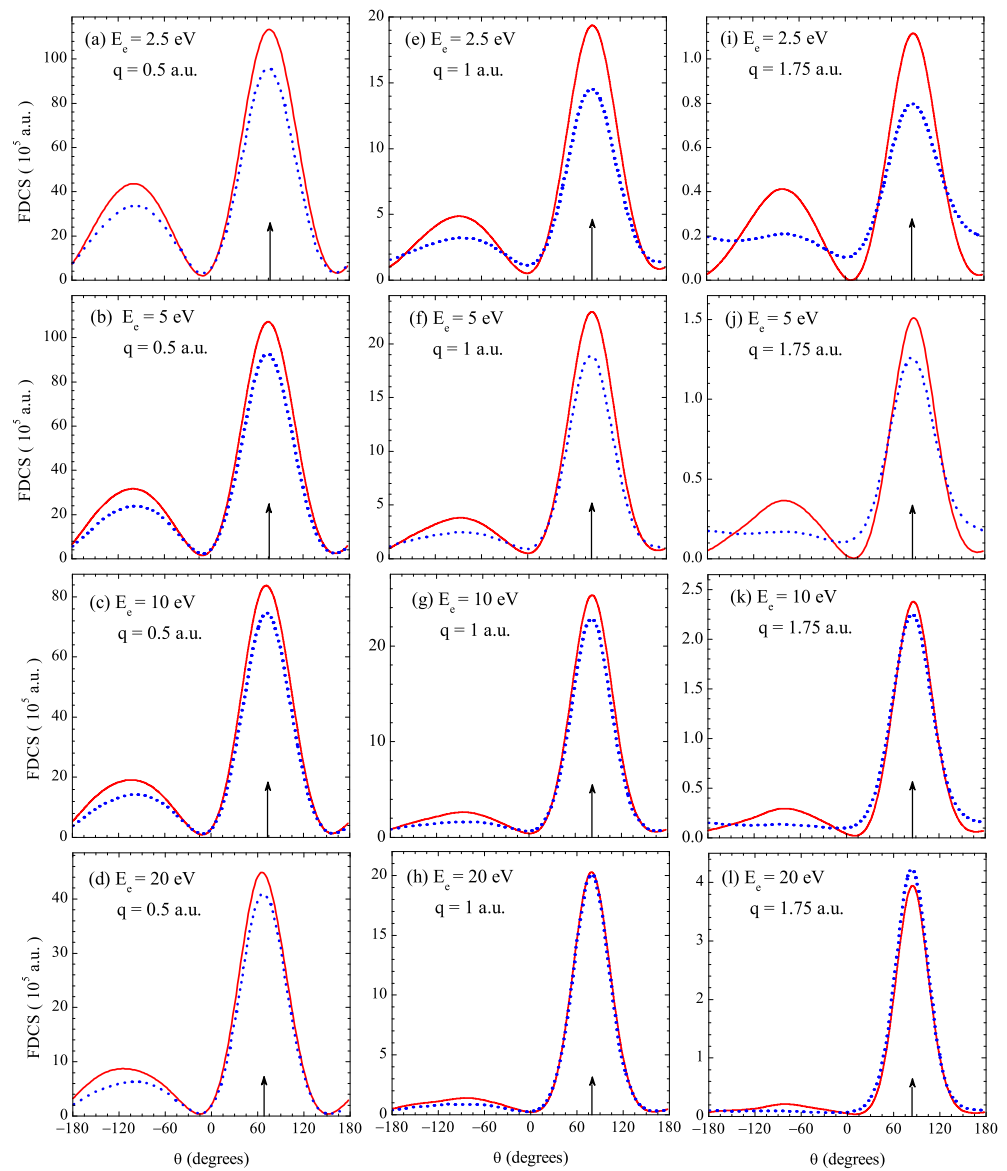 (a) E_e = 2.5 eV
q = 0.5 a.u.
FDCS ( 10^5 a.u. )
100
80
60
40
20
0
(e) E_e = 2.5 eV
q = 1 a.u.
20
15
10
5
0
(i) E_e = 2.5 eV
q = 1.75 a.u.
1.2
1.0
0.8
0.6
0.4
0.2
0.0
(b) E_e = 5 eV
q = 0.5 a.u.
FDCS ( 10^5 a.u. )
100
80
60
40
20
0
(f) E_e = 5 eV
q = 1 a.u.
20
15
10
5
0
(j) E_e = 5 eV
q = 1.75 a.u.
1.5
1.0
0.5
0.0
(c) E_e = 10 eV
q = 0.5 a.u.
FDCS ( 10^5 a.u. )
80
60
40
20
0
(g) E_e = 10 eV
q = 1 a.u.
20
10
0
(k) E_e = 10 eV
q = 1.75 a.u.
2.5
2.0
1.5
1.0
0.5
0.0
(d) E_e = 20 eV
q = 0.5 a.u.
FDCS ( 10^5 a.u. )
40
20
10
0
−180 −120 −60 0 60 120 180
θ (degrees)
(h) E_e = 20 eV
q = 1 a.u.
20
15
10
5
0
−180 −120 −60 0 60 120 180
θ (degrees)
(l) E_e = 20 eV
q = 1.75 a.u.
4
3
2
1
0
−180 −120 −60 0 60 120 180
θ (degrees)